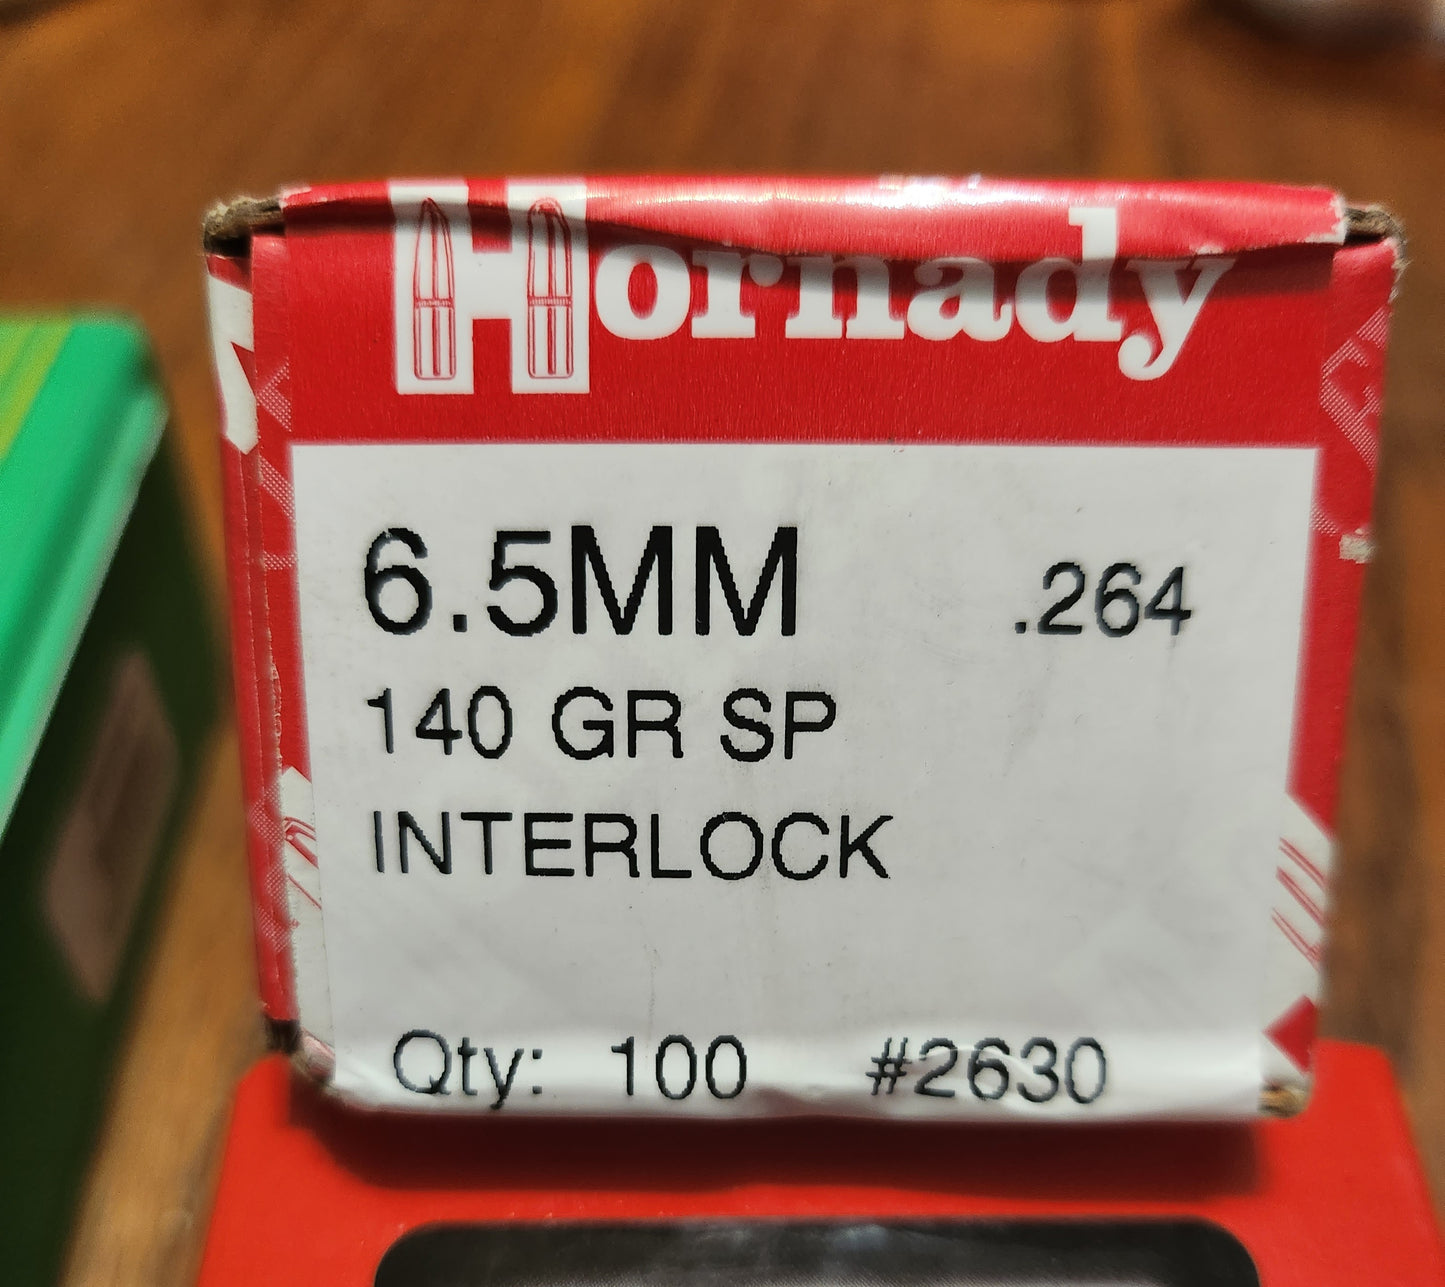 Hornady
6.5MM .264
140 GR SP
INTERLOCK
Qty: 100 #2630